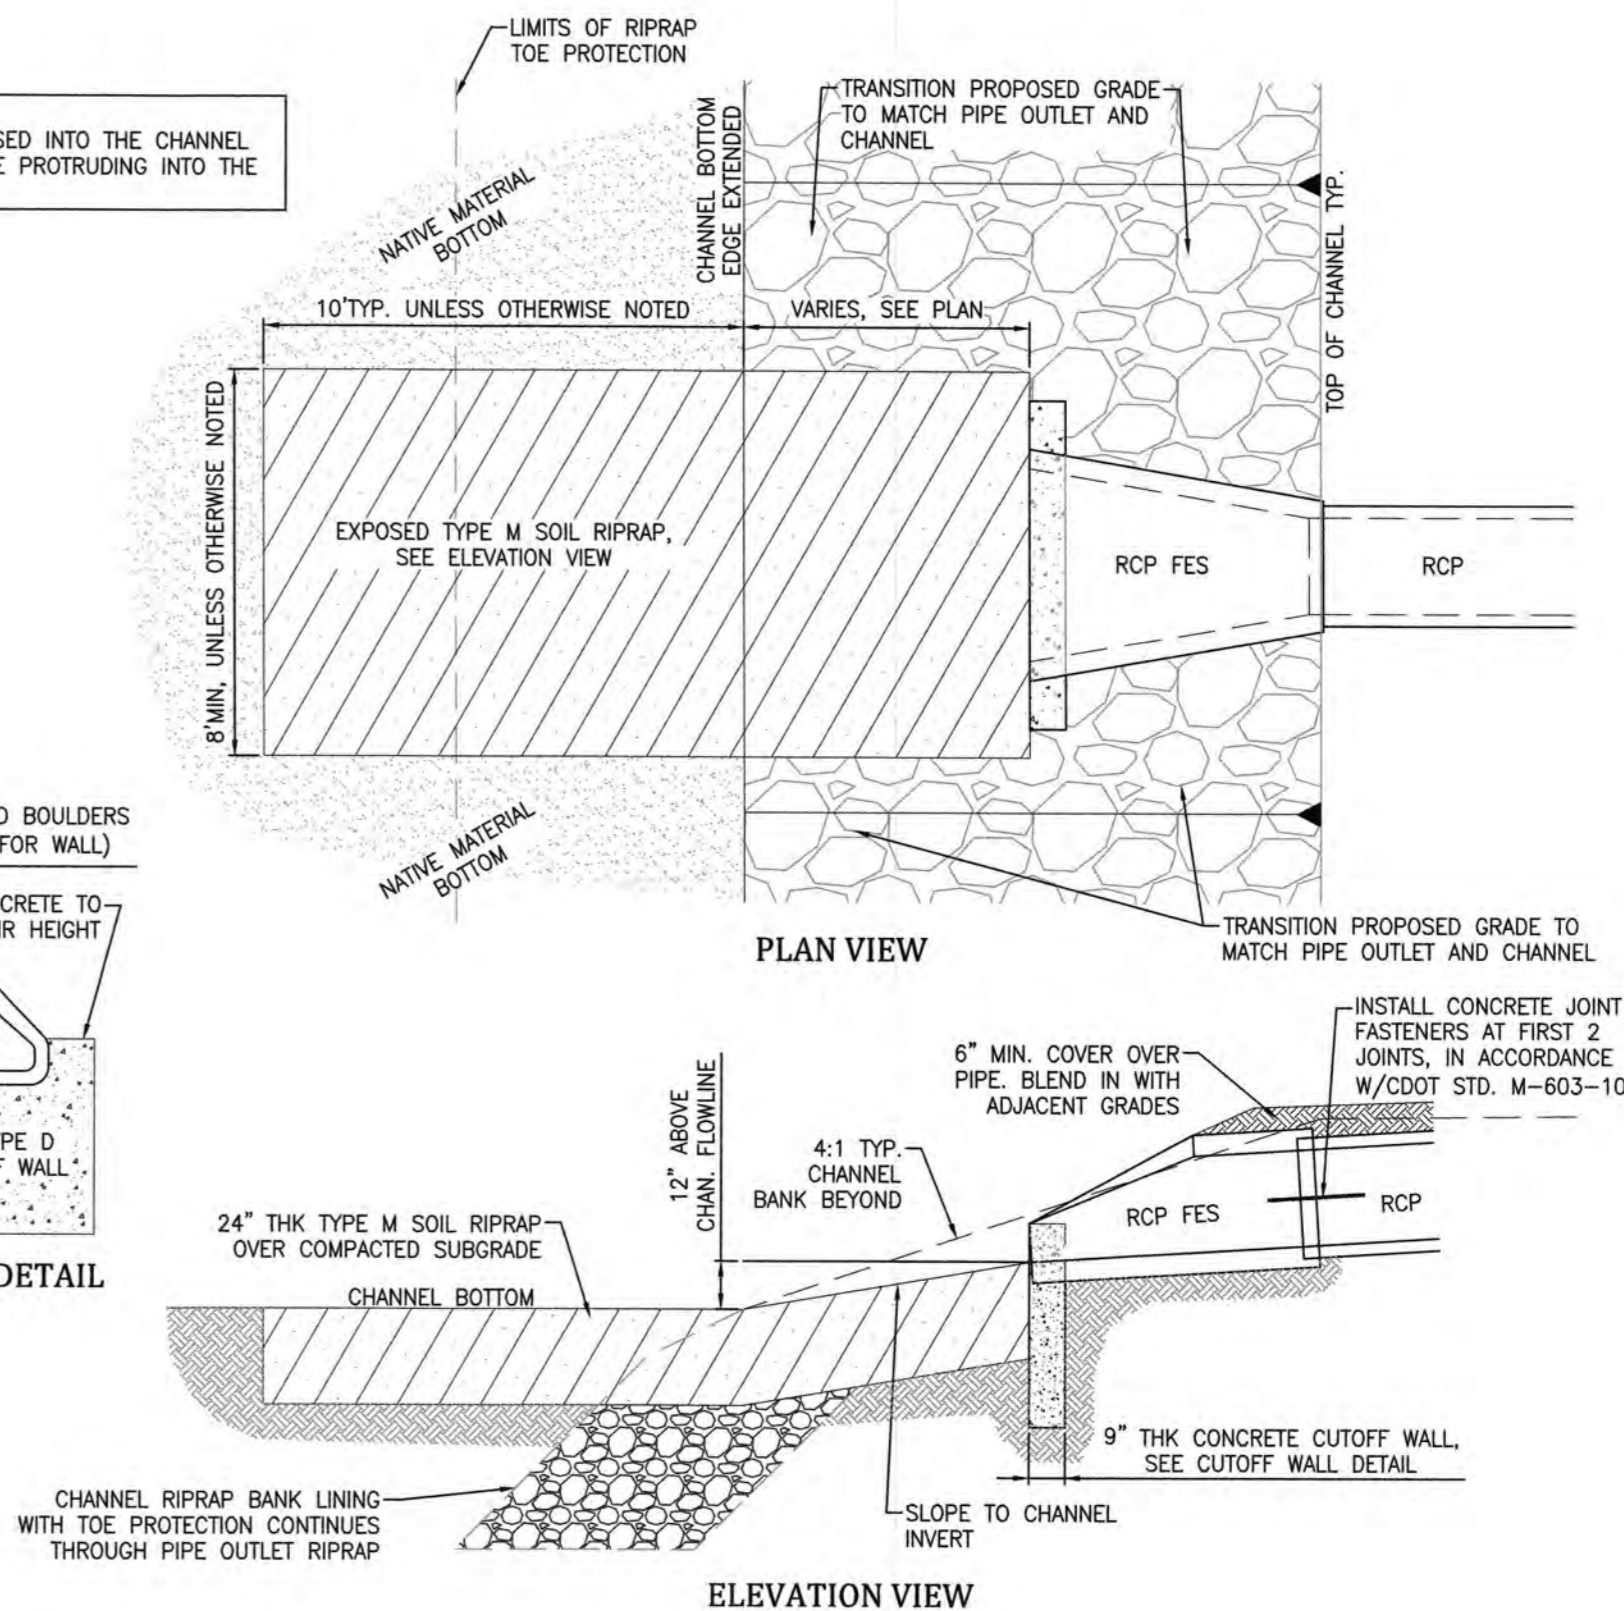 LIMITS OF RIPRAP
TOE PROTECTION
SED INTO THE CHANNEL
E PROTRUDING INTO THE
TRANSITION PROPOSED GRADE
TO MATCH PIPE OUTLET AND
CHANNEL
CHANNEL BOTTOM
EDGE EXTENDED
NATIVE MATERIAL
BOTTOM
TOP OF CHANNEL TYP.
10'TYP. UNLESS OTHERWISE NOTED
VARIES, SEE PLAN
8'MIN, UNLESS OTHERWISE NOTED
EXPOSED TYPE M SOIL RIPRAP,
SEE ELEVATION VIEW
RCP FES
RCP
NATIVE MATERIAL
BOTTOM
D BOULDERS
FOR WALL)
CRETE TO
IR HEIGHT
TRANSITION PROPOSED GRADE TO
MATCH PIPE OUTLET AND CHANNEL
PLAN VIEW
INSTALL CONCRETE JOINT
FASTENERS AT FIRST 2
JOINTS, IN ACCORDANCE
W/CDOT STD. M-603-10
6" MIN. COVER OVER
PIPE. BLEND IN WITH
ADJACENT GRADES
12" ABOVE
CHAN. FLOWLINE
4:1 TYP.
CHANNEL
BANK BEYOND
YPE D
F WALL
24" THK TYPE M SOIL RIPRAP
OVER COMPACTED SUBGRADE
RCP FES
RCP
DETAIL
CHANNEL BOTTOM
9" THK CONCRETE CUTOFF WALL,
SEE CUTOFF WALL DETAIL
CHANNEL RIPRAP BANK LINING
WITH TOE PROTECTION CONTINUES
THROUGH PIPE OUTLET RIPRAP
SLOPE TO CHANNEL
INVERT
ELEVATION VIEW